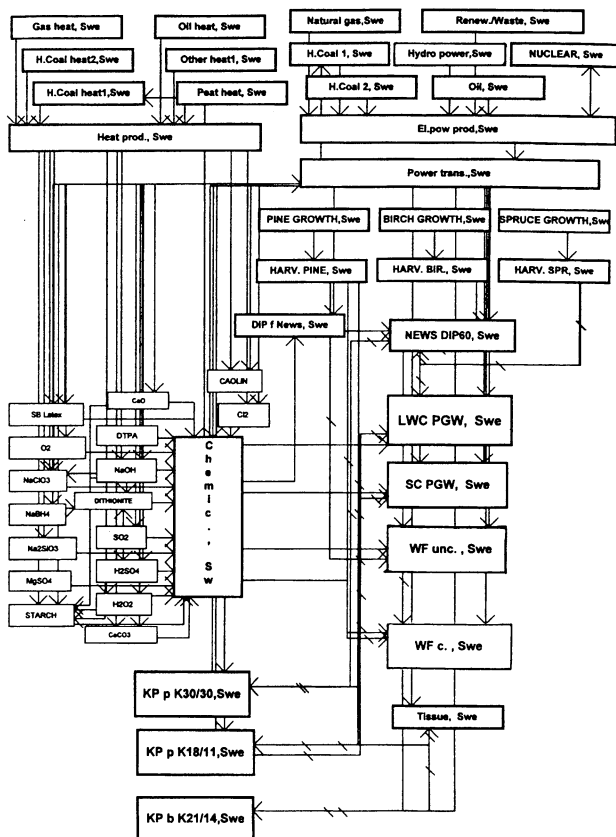 Gas heat, Swe
Oil heat, Swe
Natural gas, Swe
Renew./Waste, Swe
H.Coal heat2, Swe
Other heat1, Swe
H.Coal 1, Swe
Hydro power, Swe
NUCLEAR, Swe
H.Coal heat1,Swe
Peat heat, Swe
H.Coal 2, Swe
Oil, Swe
Heat prod., Swe
El.pow prod,Swe
Power trans.,Swe
PINE GROWTH,Swe
BIRCH GROWTH,Swe
SPRUCE GROWTH,Swe
HARV. PINE, Swe
HARV. BIR., Swe
HARV. SPR, Swe
DIP f News, Swe
NEWS DIP60, Swe
CAOLIN
CaO
Cl2
SB Latex
LWC PGW, Swe
DTPA
O2
NaOH
NaClO3
SC PGW, Swe
DITHIONITE
NaBH4
SO2
Na2SiO3
WF unc. , Swe
H2SO4
MgSO4
H2O2
STARCH
CaCO3
Chemic., Sw
WF c. , Swe
KP p K30/30,Swe
Tissue, Swe
KP p K18/11,Swe
KP b K21/14,Swe